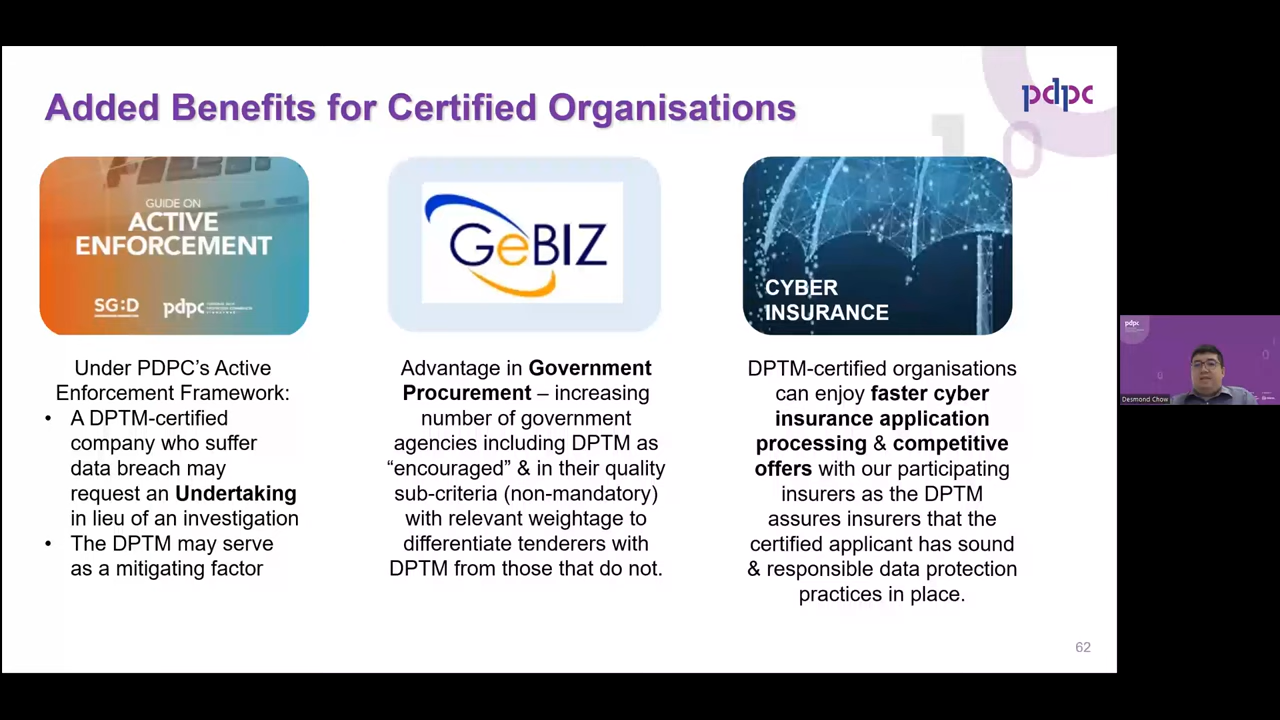 Added Benefits for Certified Organisations
pdpc
GUIDE ON
ACTIVE
ENFORCEMENT
SG:D
pdpc
GeBIZ
CYBER
INSURANCE
Under PDPC's Active
Enforcement Framework:
• A DPTM-certified
company who suffer
data breach may
request an Undertaking
in lieu of an investigation
• The DPTM may serve
as a mitigating factor
Advantage in Government
Procurement – increasing
number of government
agencies including DPTM as
“encouraged” & in their quality
sub-criteria (non-mandatory)
with relevant weightage to
differentiate tenderers with
DPTM from those that do not.
DPTM-certified organisations
can enjoy faster cyber
insurance application
processing & competitive
offers with our participating
insurers as the DPTM
assures insurers that the
certified applicant has sound
& responsible data protection
practices in place.
62
pdpc
Desmond Chow